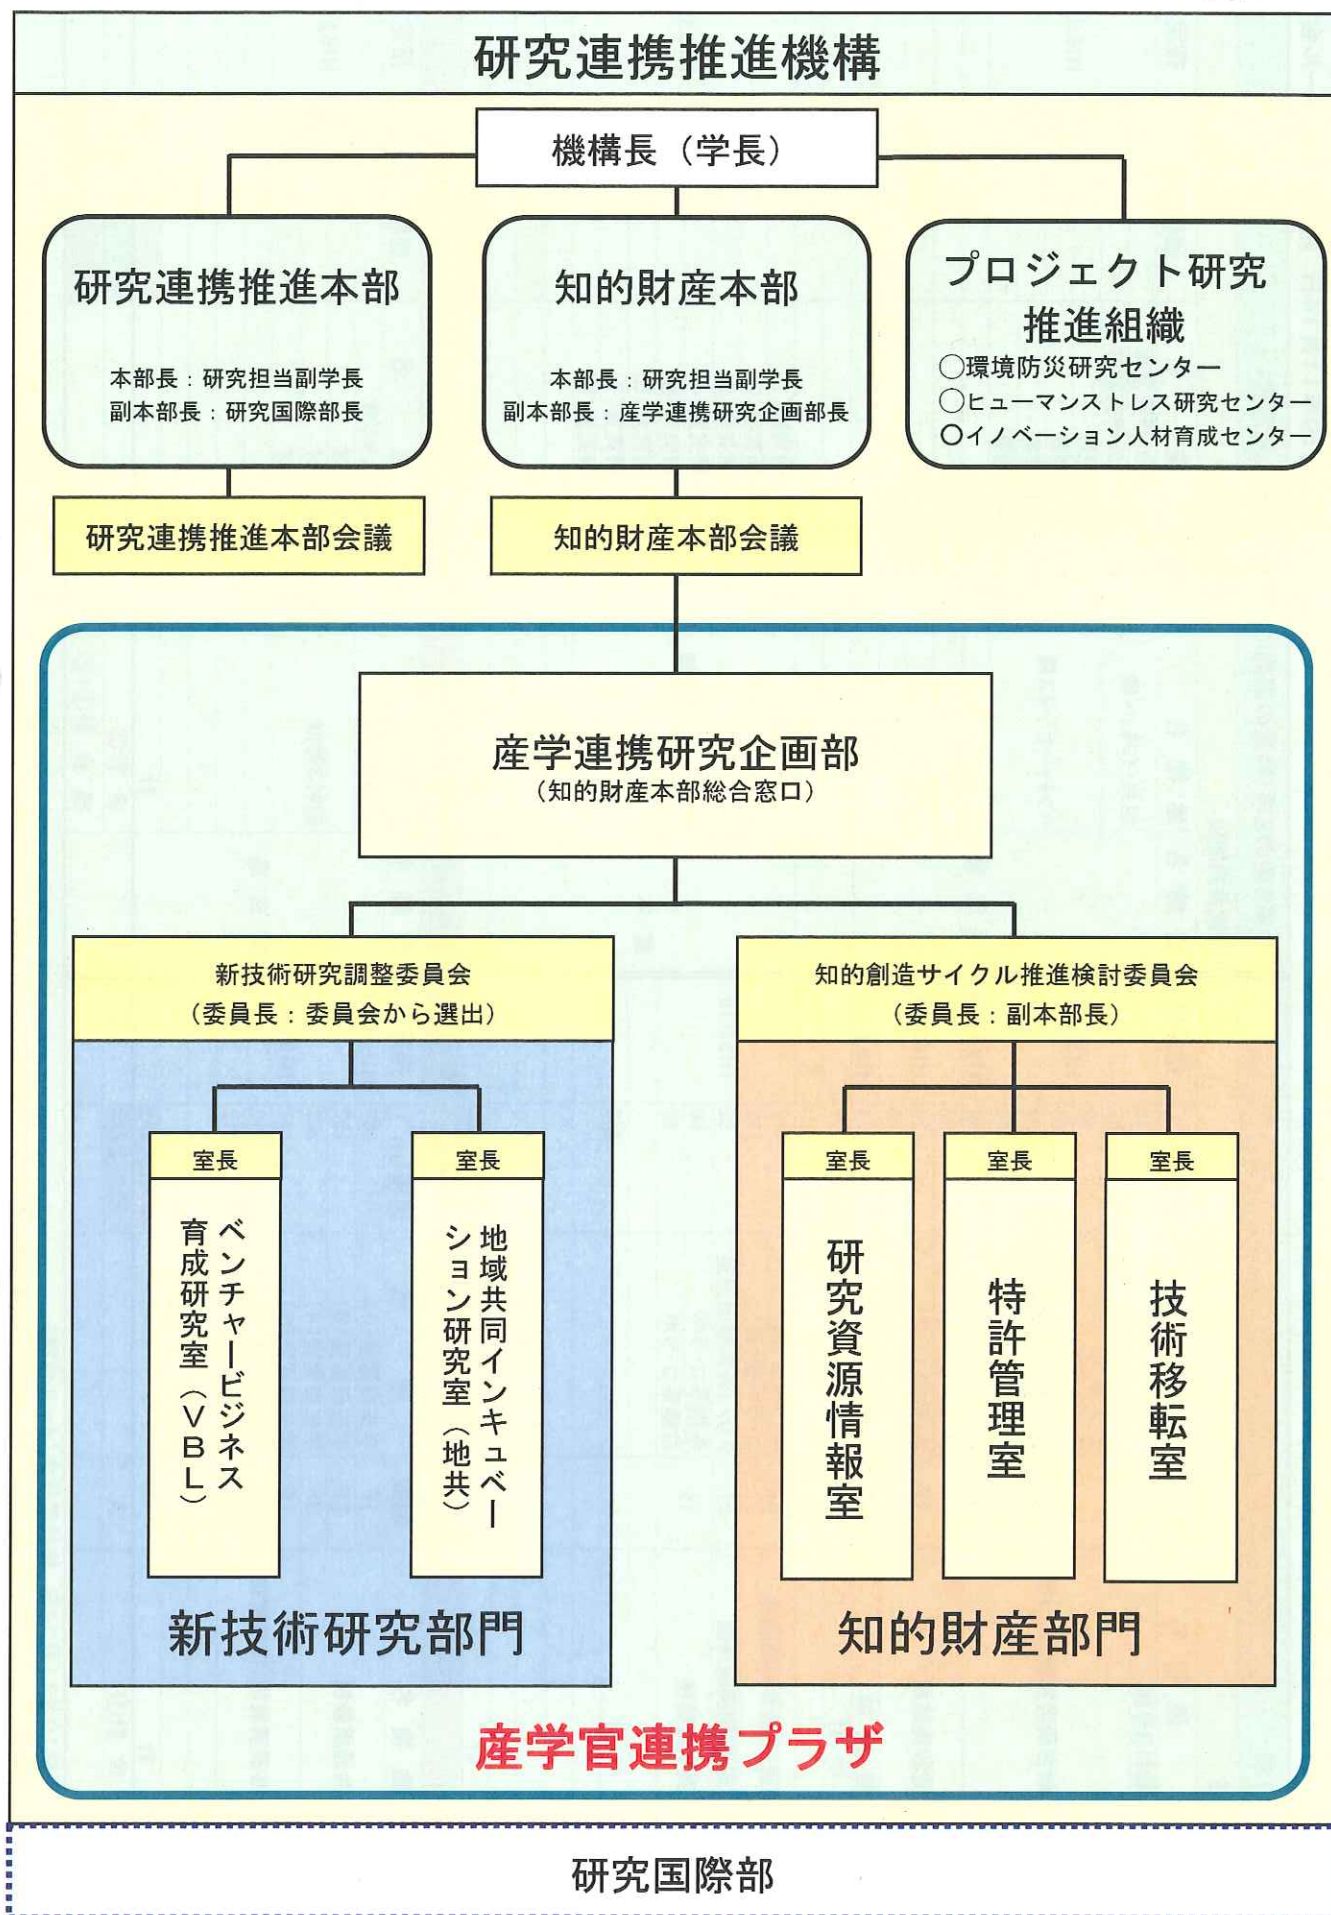 研究連携推進機構
機構長（学長）
研究連携推進本部
本部長：研究担当副学長
副本部長：研究国際部長
知的財産本部
本部長：研究担当副学長
副本部長：産学連携研究企画部長
プロジェクト研究
推進組織
○環境防災研究センター
○ヒューマンストレス研究センター
○イノベーション人材育成センター
研究連携推進本部会議
知的財産本部会議
産学連携研究企画部
（知的財産本部総合窓口）
新技術研究調整委員会
（委員長：委員会から選出）
室長
ベンチャービジネス
育成研究室（ＶＢＬ）
室長
地域共同インキュベー
ション研究室（地共）
新技術研究部門
知的創造サイクル推進検討委員会
（委員長：副本部長）
室長
研究資源情報室
室長
特許管理室
室長
技術移転室
知的財産部門
産学官連携プラザ
研究国際部